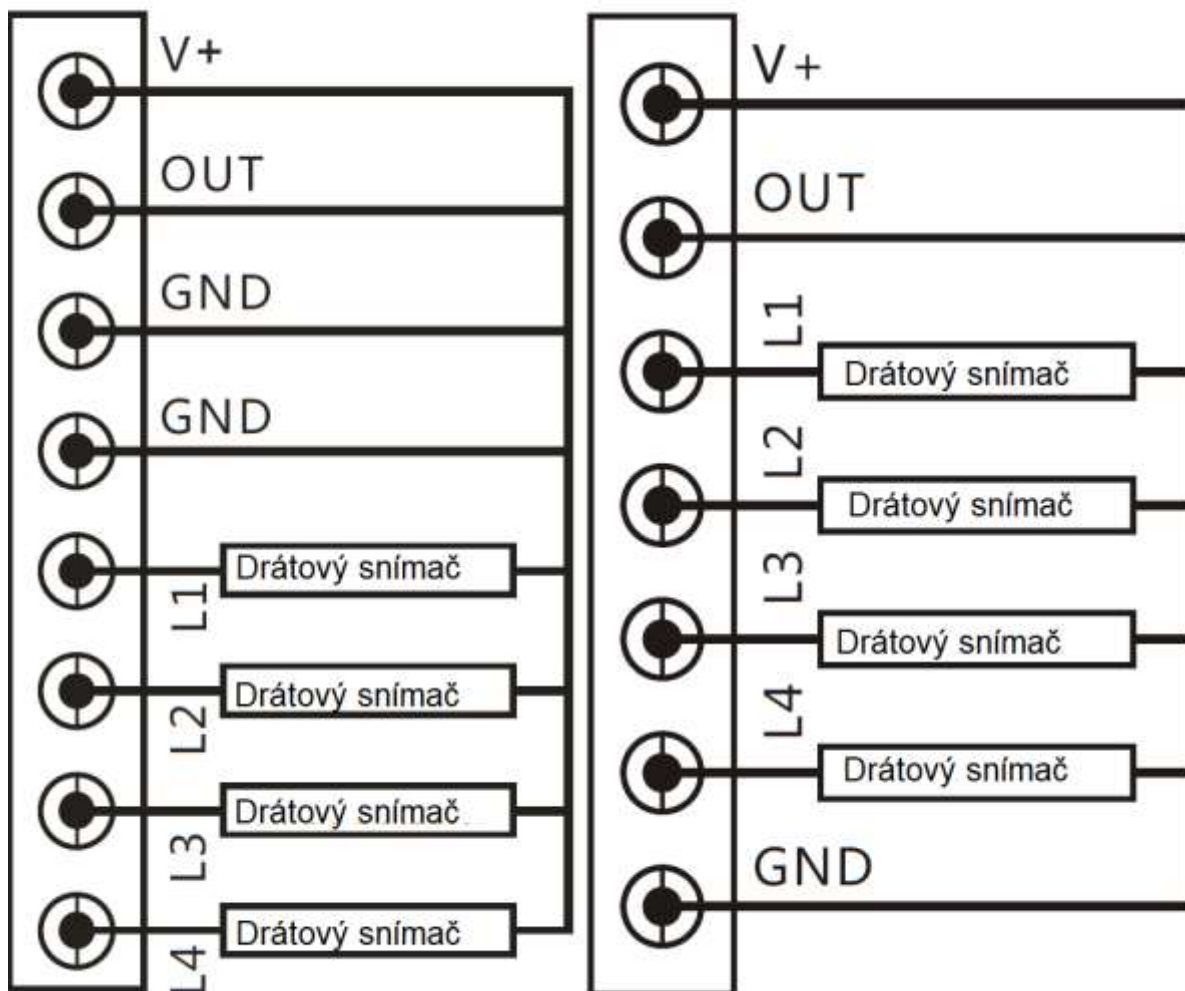 V+
OUT
GND
GND
L1
Drátový snímač
L2
Drátový snímač
L3
Drátový snímač
L4
Drátový snímač
V+
OUT
L1
Drátový snímač
L2
Drátový snímač
L3
Drátový snímač
L4
Drátový snímač
GND